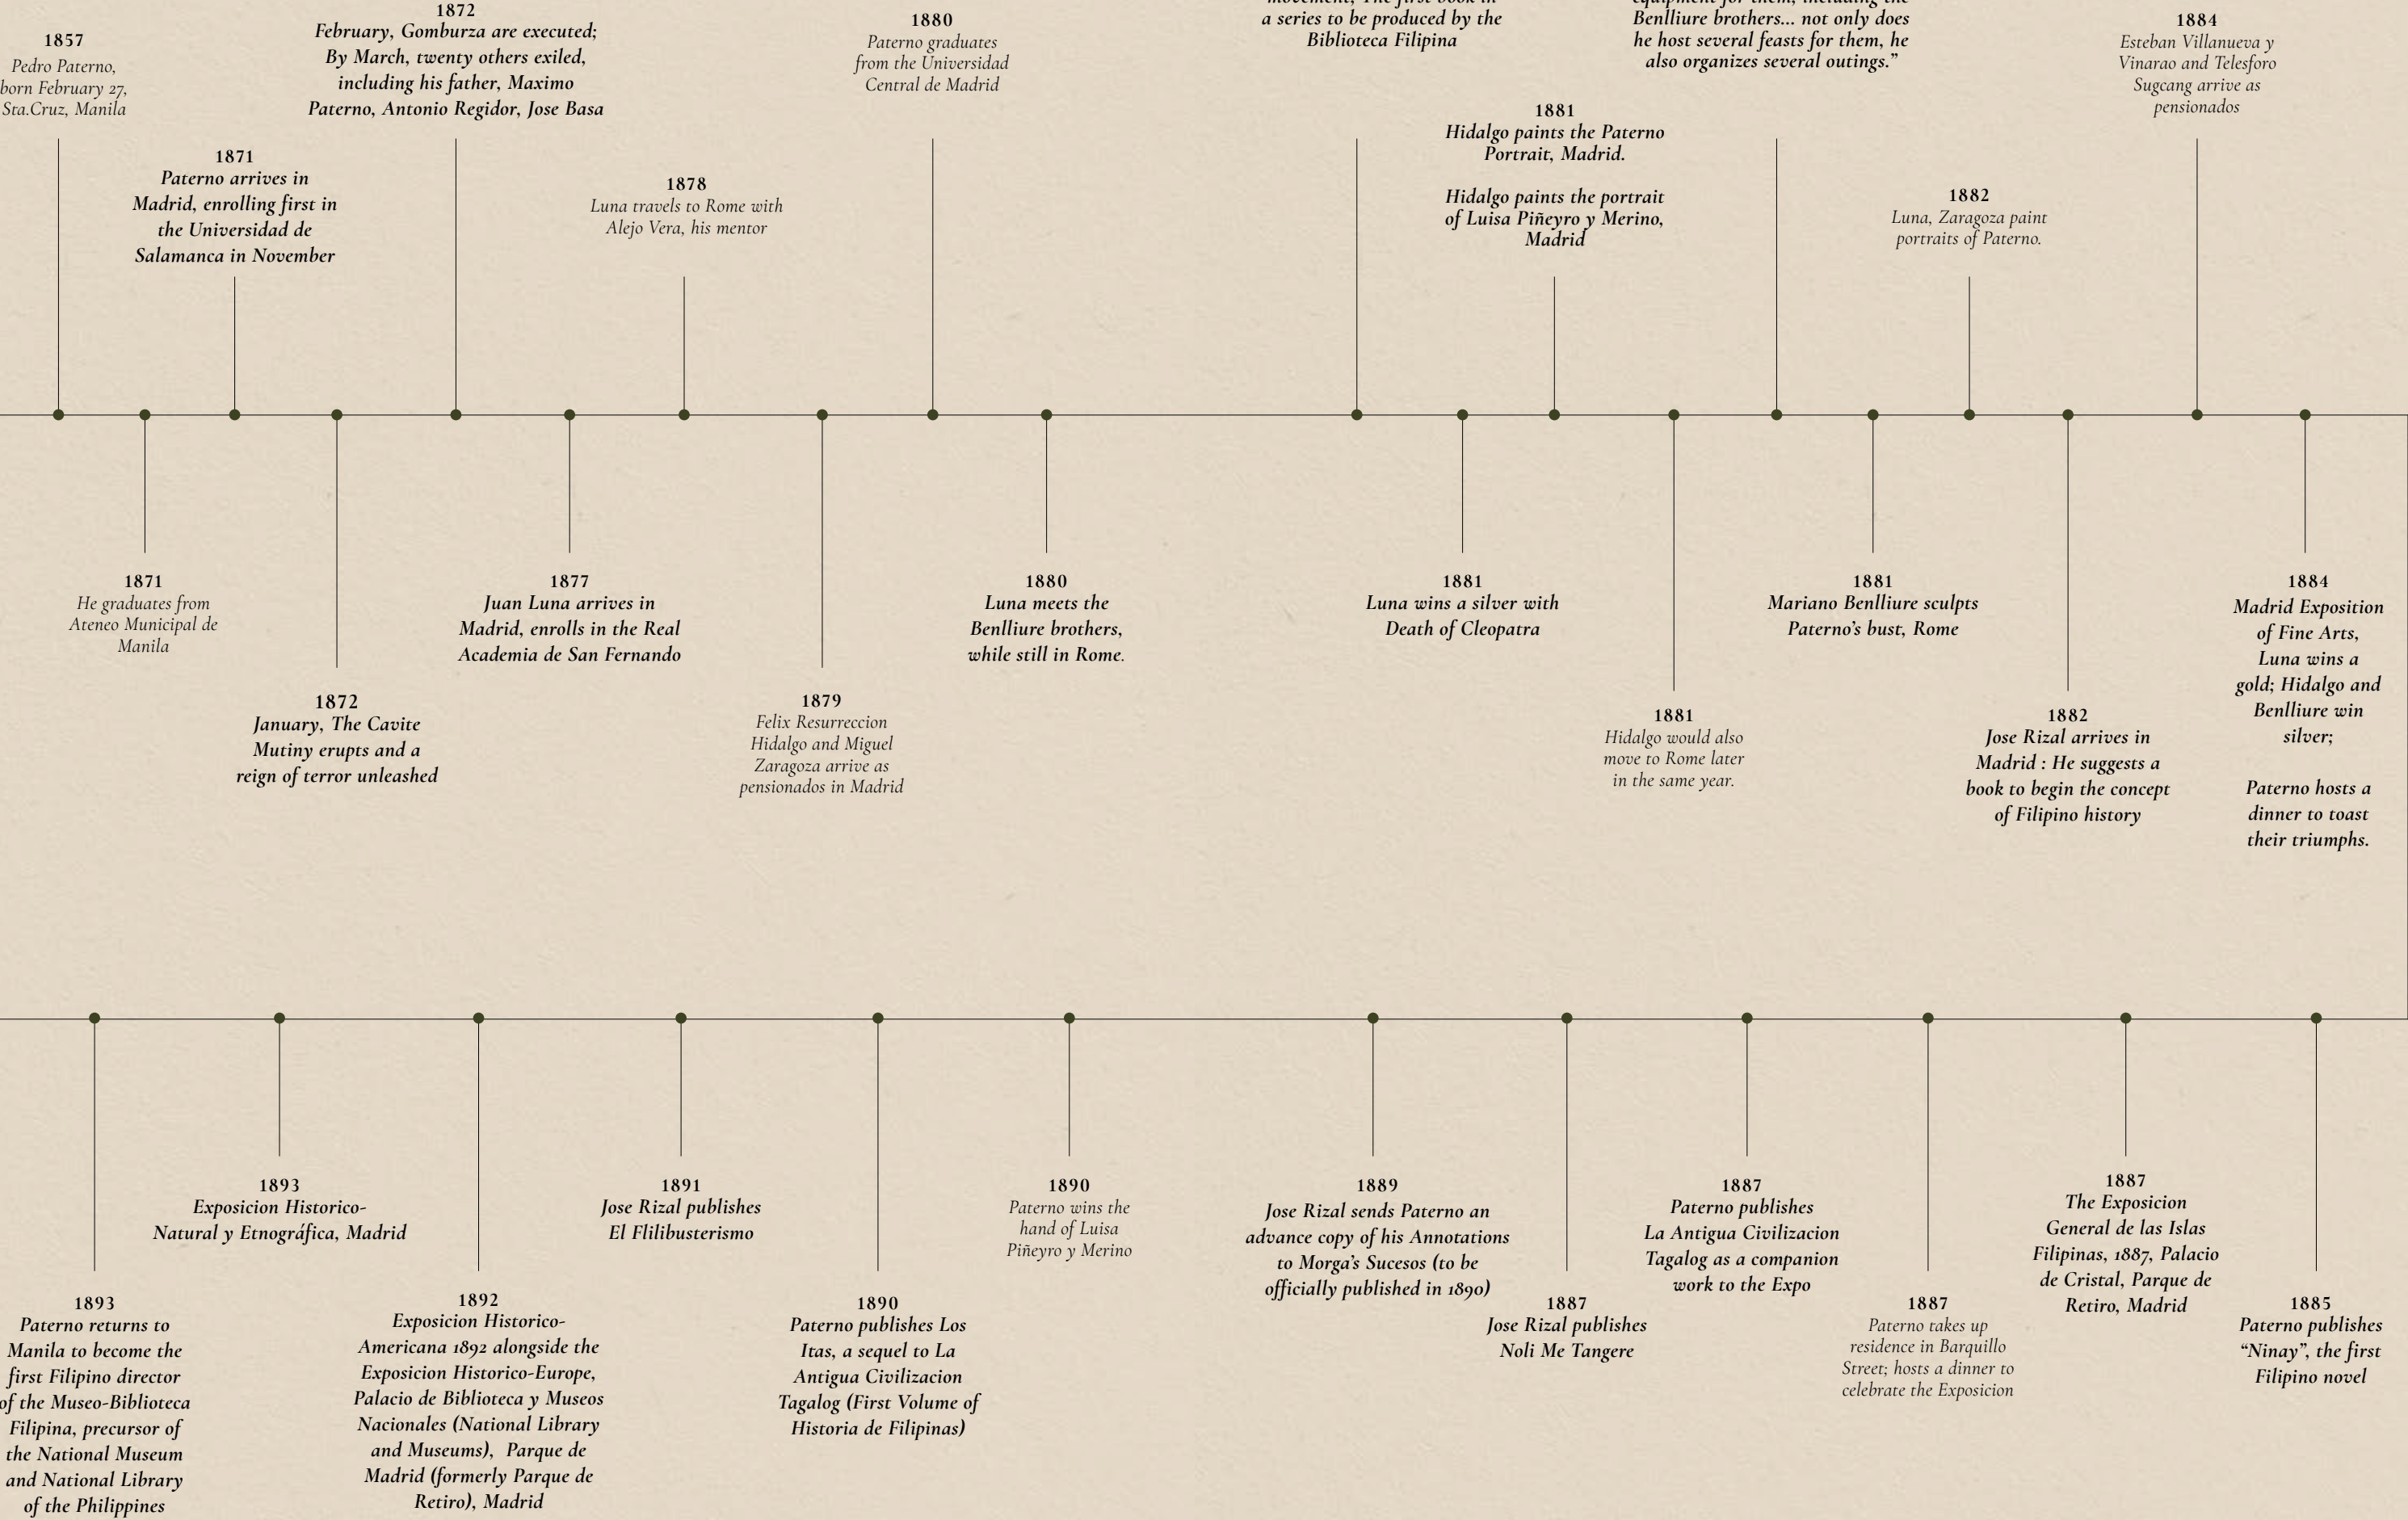 1857
Pedro Paterno,
born February 27,
Sta.Cruz, Manila
1871
He graduates from
Ateneo Municipal de
Manila
1871
Paterno arrives in
Madrid, enrolling first in
the Universidad de
Salamanca in November
1872
January, The Cavite
Mutiny erupts and a
reign of terror unleashed
1872
February, Gomburza are executed;
By March, twenty others exiled,
including his father, Maximo
Paterno, Antonio Regidor, Jose Basa
1877
Juan Luna arrives in
Madrid, enrolls in the Real
Academia de San Fernando
1878
Luna travels to Rome with
Alejo Vera, his mentor
1879
Felix Resurreccion
Hidalgo and Miguel
Zaragoza arrive as
pensionados in Madrid
1880
Paterno graduates
from the Universidad
Central de Madrid
1880
Luna meets the
Benlliure brothers,
while still in Rome.
movement, The first book in
a series to be produced by the
Biblioteca Filipina
1881
Luna wins a silver with
Death of Cleopatra
1881
Hidalgo paints the Paterno
Portrait, Madrid.
Hidalgo paints the portrait
of Luisa Piñeyro y Merino,
Madrid
1881
Hidalgo would also
move to Rome later
in the same year.
equipment for them, including the
Benlliure brothers... not only does
he host several feasts for them, he
also organizes several outings.”
1881
Mariano Benlliure sculpts
Paterno’s bust, Rome
1882
Luna, Zaragoza paint
portraits of Paterno.
1882
Jose Rizal arrives in
Madrid : He suggests a
book to begin the concept
of Filipino history
1884
Esteban Villanueva y
Vinarao and Telesforo
Sugcang arrive as
pensionados
1884
Madrid Exposition
of Fine Arts,
Luna wins a
gold; Hidalgo and
Benlliure win
silver;
Paterno hosts a
dinner to toast
their triumphs.
1885
Paterno publishes
“Ninay”, the first
Filipino novel
1887
The Exposicion
General de las Islas
Filipinas, 1887, Palacio
de Cristal, Parque de
Retiro, Madrid
1887
Paterno takes up
residence in Barquillo
Street; hosts a dinner to
celebrate the Exposicion
1887
Paterno publishes
La Antigua Civilizacion
Tagalog as a companion
work to the Expo
1887
Jose Rizal publishes
Noli Me Tangere
1889
Jose Rizal sends Paterno an
advance copy of his Annotations
to Morga’s Sucesos (to be
officially published in 1890)
1890
Paterno wins the
hand of Luisa
Piñeyro y Merino
1890
Paterno publishes Los
Itas, a sequel to La
Antigua Civilizacion
Tagalog (First Volume of
Historia de Filipinas)
1891
Jose Rizal publishes
El Flilibusterismo
1892
Exposicion Historico-
Americana 1892 alongside the
Exposicion Historico-Europe,
Palacio de Biblioteca y Museos
Nacionales (National Library
and Museums), Parque de
Madrid (formerly Parque de
Retiro), Madrid
1893
Exposicion Historico-
Natural y Etnográfica, Madrid
1893
Paterno returns to
Manila to become the
first Filipino director
of the Museo-Biblioteca
Filipina, precursor of
the National Museum
and National Library
of the Philippines